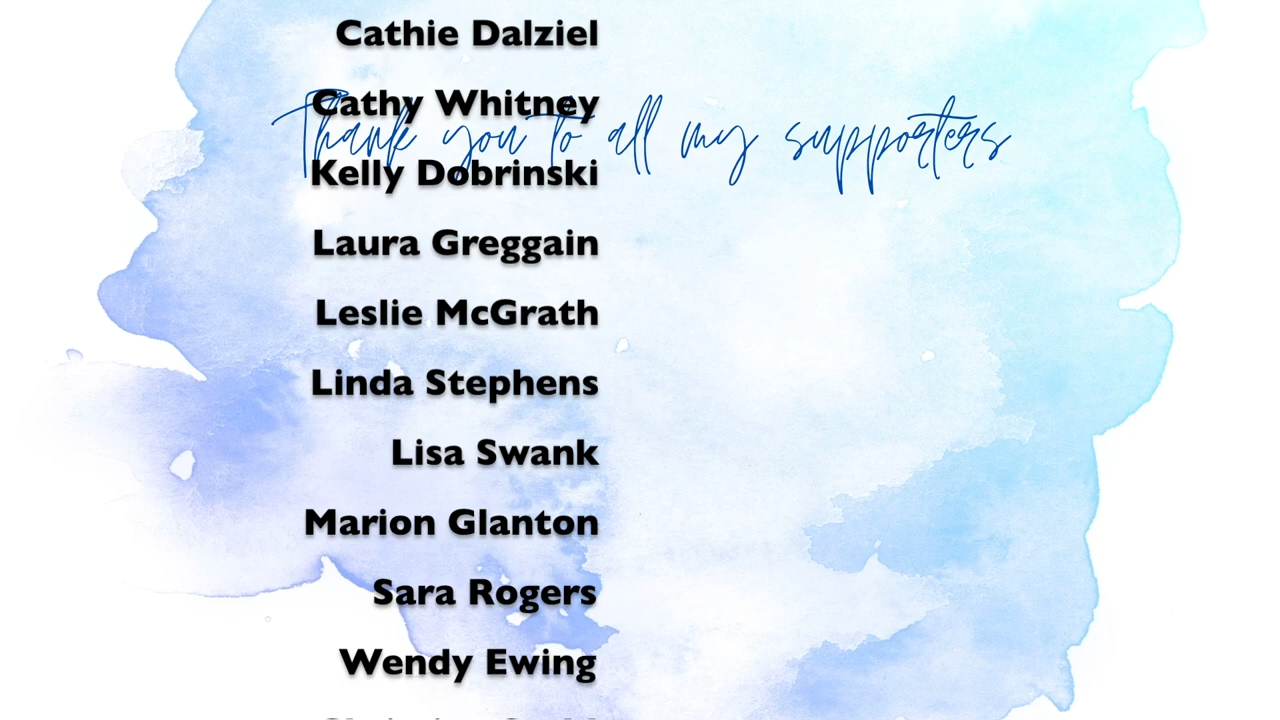 Cathie Dalziel
Cathy Whitney
Thank you to all my supporters
Kelly Dobrinski
Laura Greggain
Leslie McGrath
Linda Stephens
Lisa Swank
Marion Glanton
Sara Rogers
Wendy Ewing